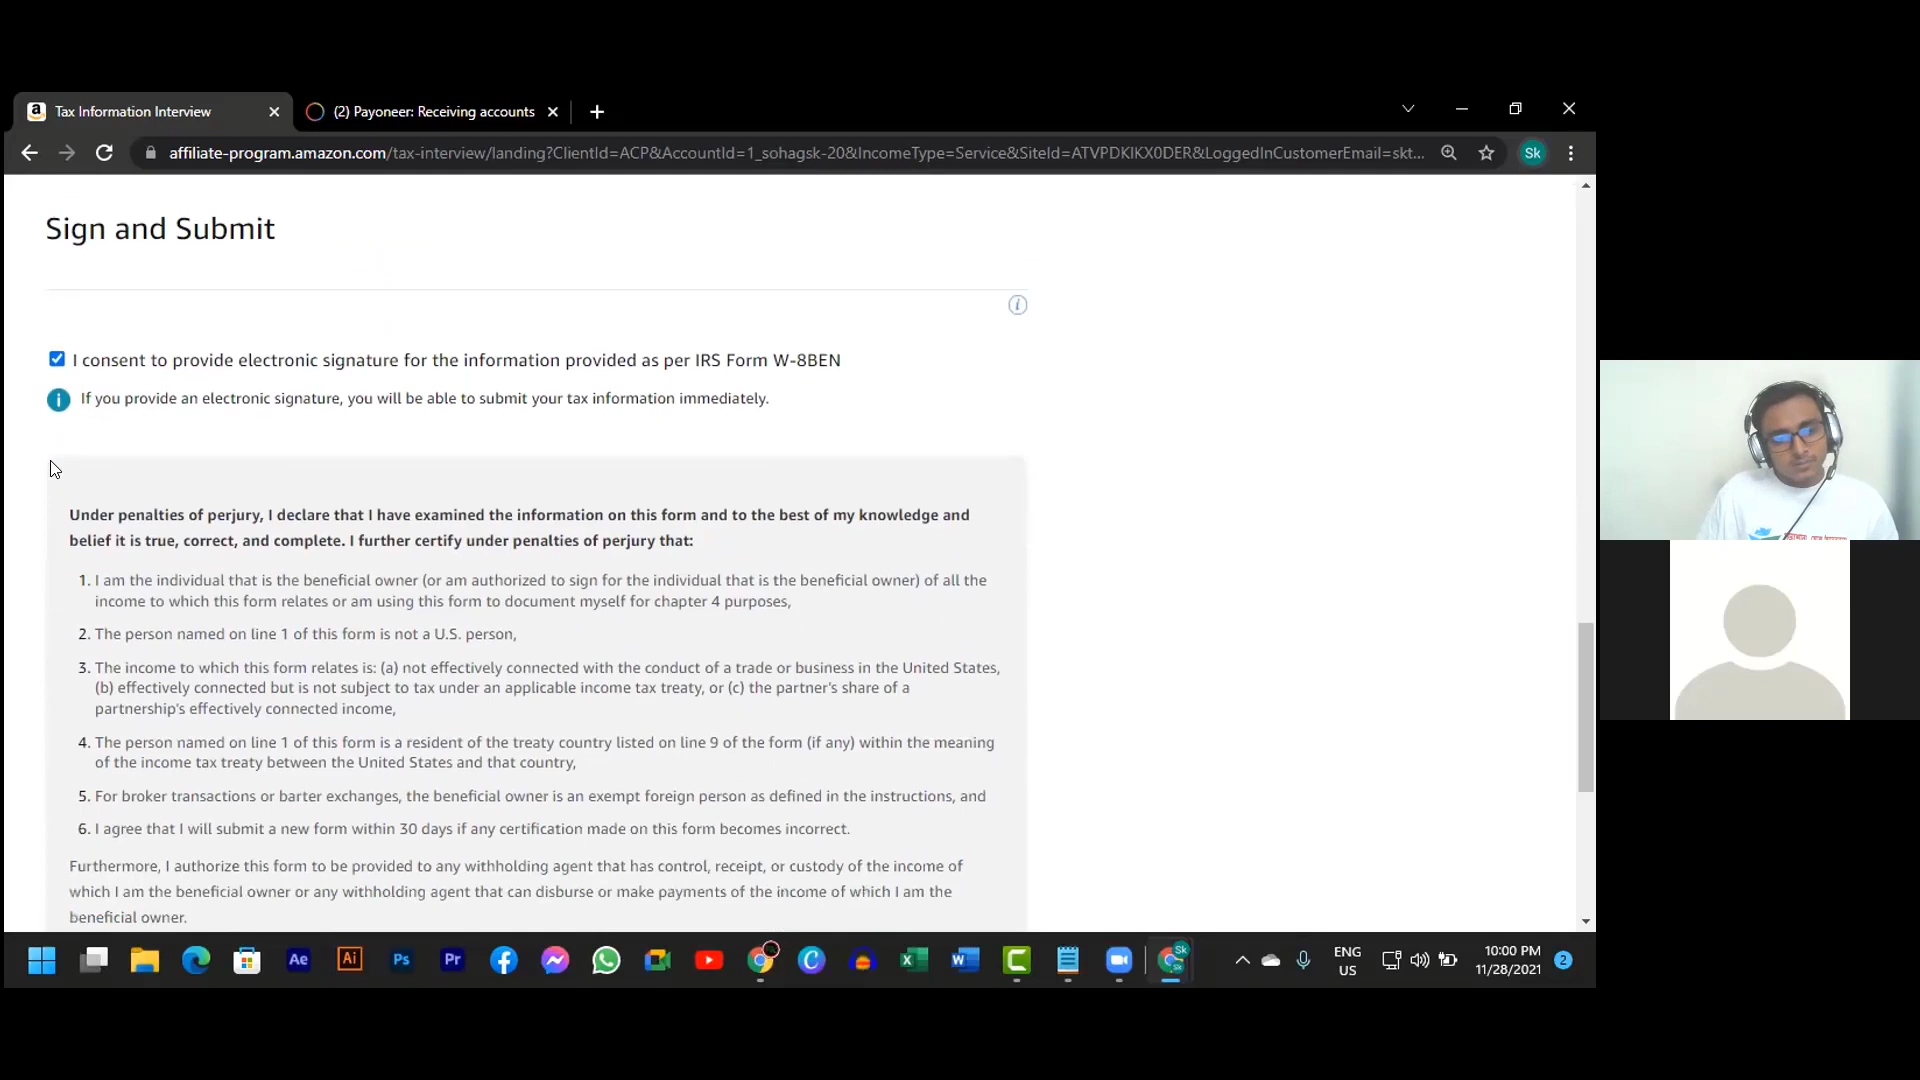 Tax Information Interview
(2) Payoneer: Receiving accounts
affiliate-program.amazon.com/tax-interview/landing?ClientId=ACP&AccountId=1_sohagsk-20&IncomeType=Service&SiteId=ATVPDKIKX0DER&LoggedInCustomerEmail=skt...
Sk
Sign and Submit
I consent to provide electronic signature for the information provided as per IRS Form W-8BEN
If you provide an electronic signature, you will be able to submit your tax information immediately.
Under penalties of perjury, I declare that I have examined the information on this form and to the best of my knowledge and
belief it is true, correct, and complete. I further certify under penalties of perjury that:
1. I am the individual that is the beneficial owner (or am authorized to sign for the individual that is the beneficial owner) of all the
income to which this form relates or am using this form to document myself for chapter 4 purposes,
2. The person named on line 1 of this form is not a U.S. person,
3. The income to which this form relates is: (a) not effectively connected with the conduct of a trade or business in the United States,
(b) effectively connected but is not subject to tax under an applicable income tax treaty, or (c) the partner's share of a
partnership's effectively connected income,
4. The person named on line 1 of this form is a resident of the treaty country listed on line 9 of the form (if any) within the meaning
of the income tax treaty between the United States and that country,
5. For broker transactions or barter exchanges, the beneficial owner is an exempt foreign person as defined in the instructions, and
6. I agree that I will submit a new form within 30 days if any certification made on this form becomes incorrect.
Furthermore, I authorize this form to be provided to any withholding agent that has control, receipt, or custody of the income of
which I am the beneficial owner or any withholding agent that can disburse or make payments of the income of which I am the
beneficial owner.
Ae
Ai
Ps
Pr
Sk
ENG
US
10:00 PM
11/28/2021
2